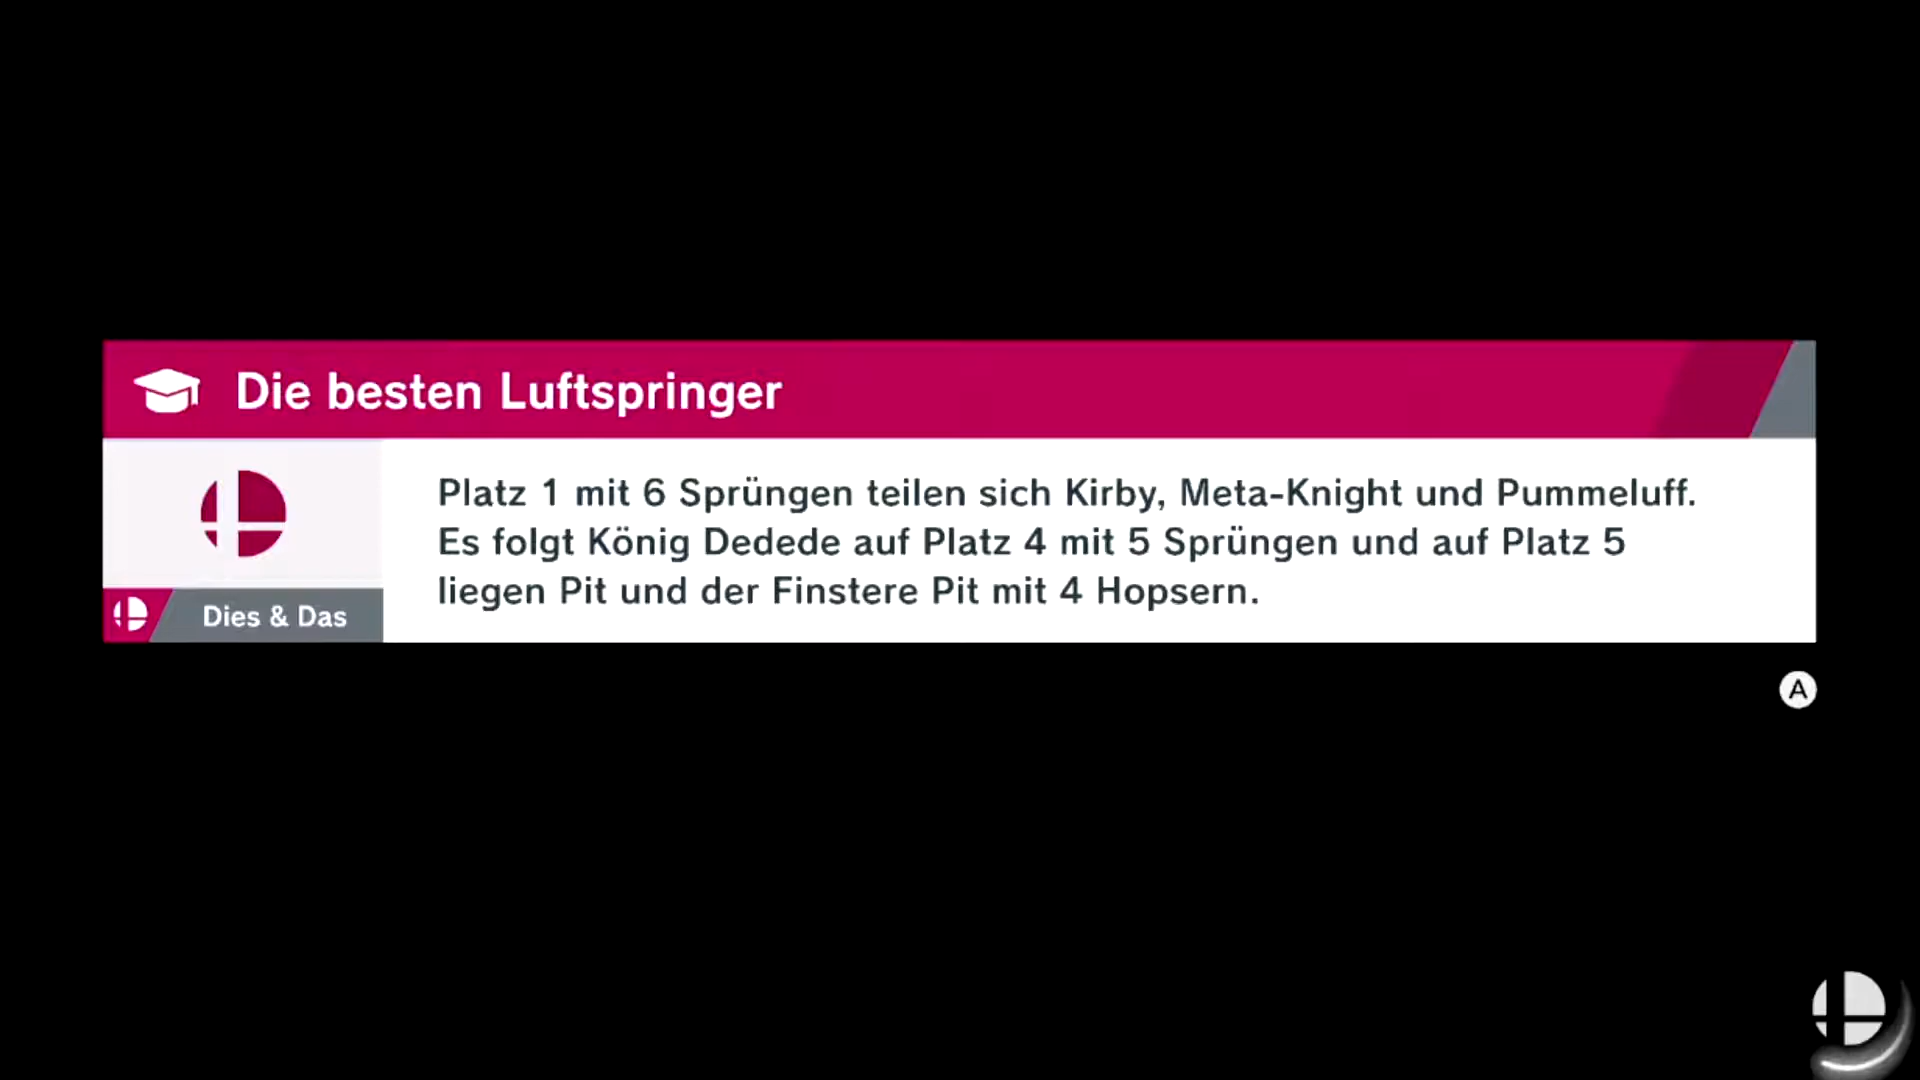 Die besten Luftspringer
Platz 1 mit 6 Sprüngen teilen sich Kirby, Meta-Knight und Pummeluff.
Es folgt König Dedede auf Platz 4 mit 5 Sprüngen und auf Platz 5
liegen Pit und der Finstere Pit mit 4 Hopsern.
Dies & Das
A